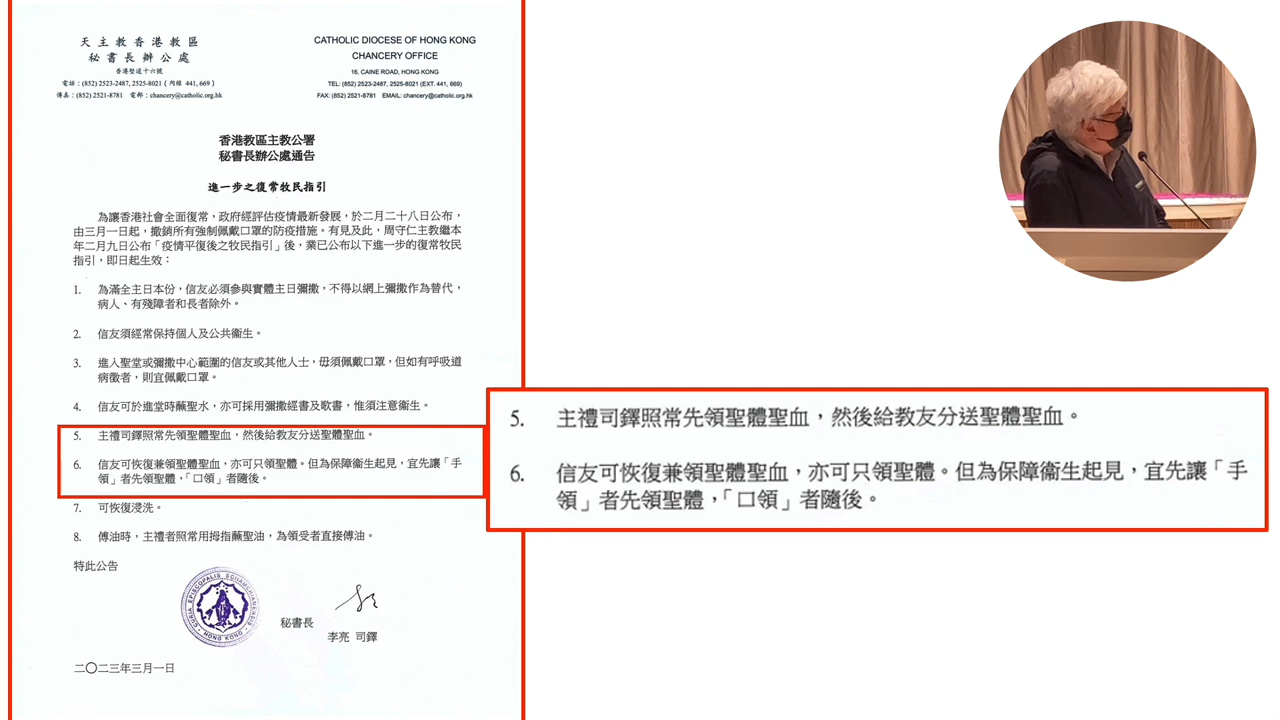 天主教香港教區
秘書長辦公處
香港堅道十六號
電話：(852) 2523-2487, 2525-8021 ( 內線 441, 669 )
傳真：(852) 2521-8781 電郵：chancery@catholic.org.hk
CATHOLIC DIOCESE OF HONG KONG
CHANCERY OFFICE
16, CAINE ROAD, HONG KONG
TEL: (852) 2523-2487, 2525-8021 (EXT. 441, 669)
FAX: (852) 2521-8781 EMAIL: chancery@catholic.org.hk
香港教區主教公署
秘書長辦公處通告
進一步之復常牧民指引
為讓香港社會全面復常，政府經評估疫情最新發展，於二月二十八日公布，
由三月一日起，撤銷所有強制佩戴口罩的防疫措施。有見及此，周守仁主教繼本
年二月九日公布「疫情平復後之牧民指引」後，業已公布以下進一步的復常牧民
指引，即日起生效：
1. 為滿全主日本份，信友必須參與實體主日彌撒，不得以網上彌撒作為替代，
病人、有殘障者和長者除外。
2. 信友須經常保持個人及公共衞生。
3. 進入聖堂或彌撒中心範圍的信友或其他人士，毋須佩戴口罩，但如有呼吸道
病徵者，則宜佩戴口罩。
4. 信友可於進堂時蘸聖水，亦可採用彌撒經書及歌書，惟須注意衞生。
5. 主禮司鐸照常先領聖體聖血，然後給教友分送聖體聖血。
6. 信友可恢復兼領聖體聖血，亦可只領聖體。但為保障衞生起見，宜先讓「手
領」者先領聖體，「口領」者隨後。
7. 可恢復浸洗。
8. 傅油時，主禮者照常用拇指蘸聖油，為領受者直接傅油。
特此公告
秘書長
李亮 司鐸
二〇二三年三月一日
5. 主禮司鐸照常先領聖體聖血，然後給教友分送聖體聖血。
6. 信友可恢復兼領聖體聖血，亦可只領聖體。但為保障衞生起見，宜先讓「手
領」者先領聖體，「口領」者隨後。